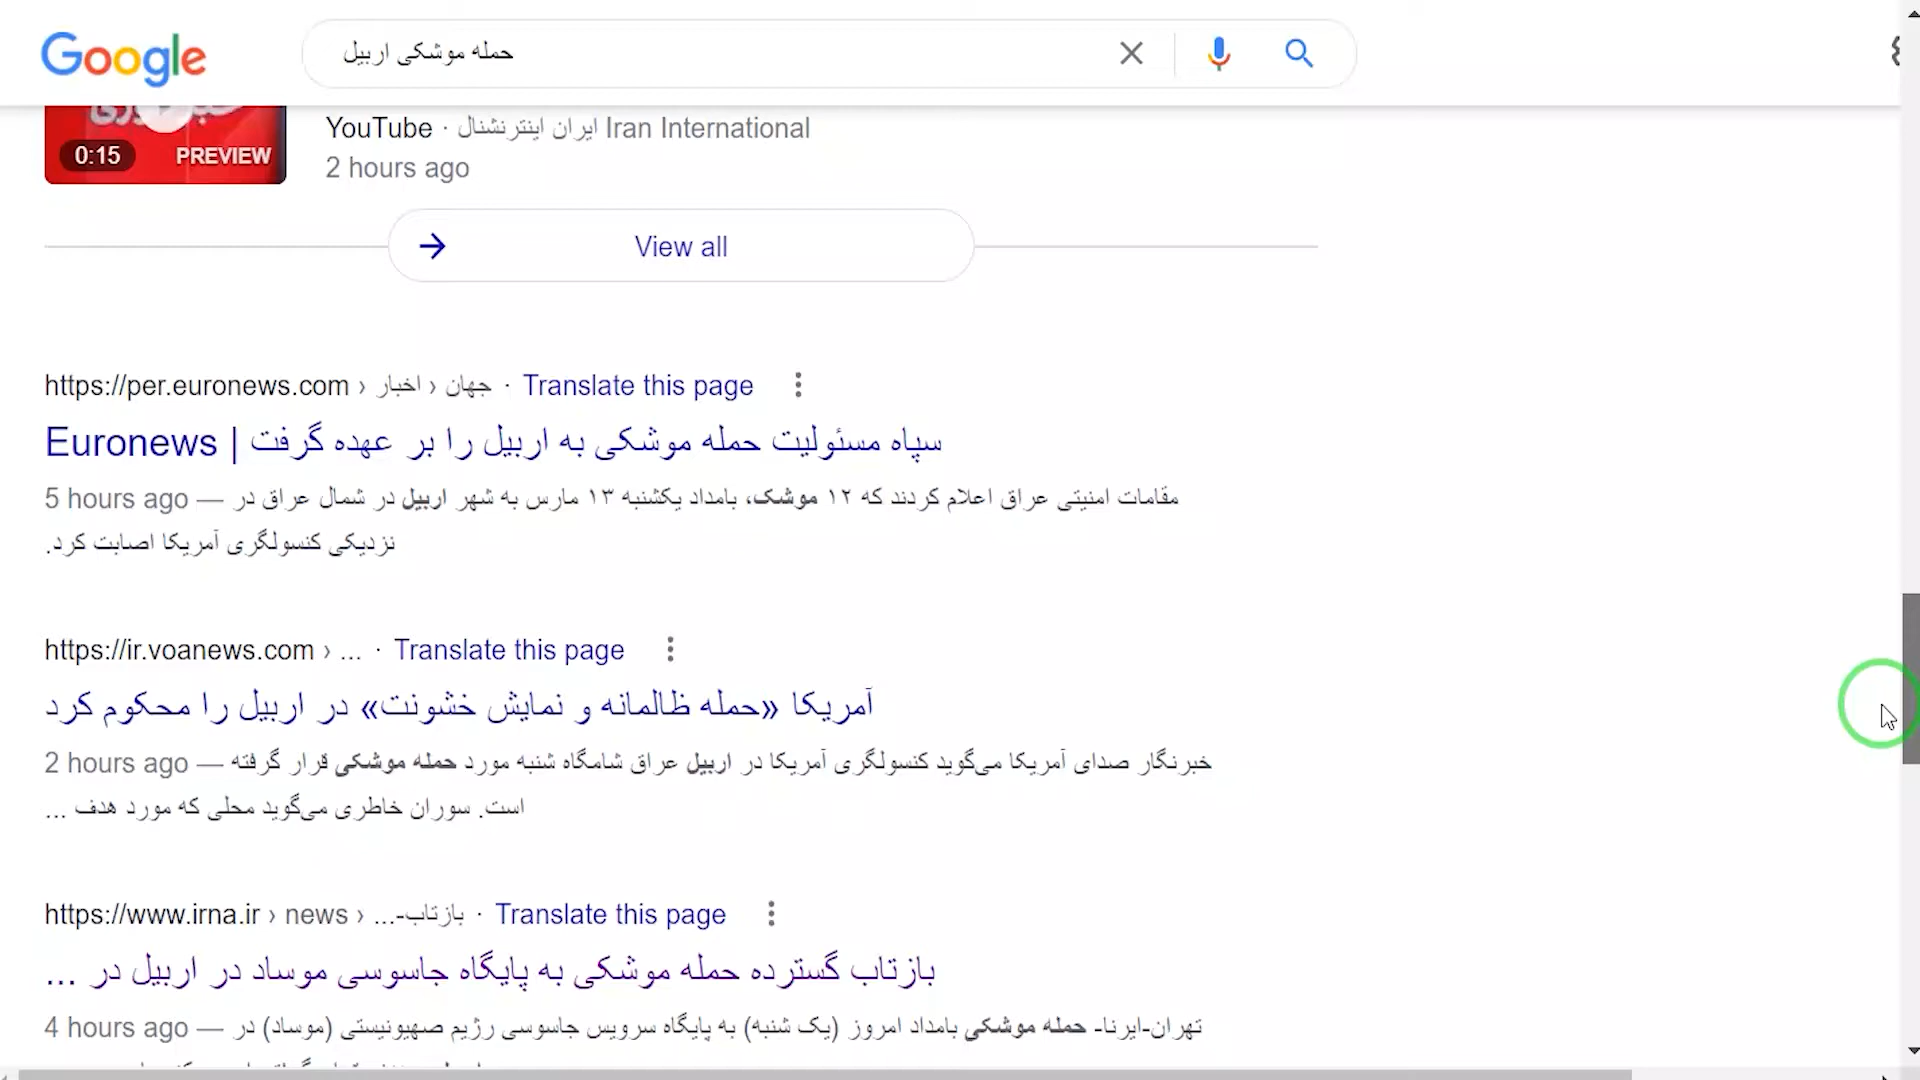 Google
حمله موشکی اربیل
0:15
PREVIEW
YouTube · ایران اینترنشنال Iran International
2 hours ago
View all
https://per.euronews.com › جهان › اخبار · Translate this page
سپاه مسئولیت حمله موشکی به اربیل را بر عهده گرفت | Euronews
5 hours ago — مقامات امنیتی عراق اعلام کردند که ۱۲ موشک، بامداد یکشنبه ۱۳ مارس به شهر اربیل در شمال عراق در
نزدیکی کنسولگری آمریکا اصابت کرد.
https://ir.voanews.com › ... · Translate this page
آمریکا «حمله ظالمانه و نمایش خشونت» در اربیل را محکوم کرد
2 hours ago — خبرنگار صدای آمریکا می‌گوید کنسولگری آمریکا در اربیل عراق شامگاه شنبه مورد حمله موشکی قرار گرفته
است. سوران خاطری می‌گوید محلی که مورد هدف ...
https://www.irna.ir › news › بازتاب-... · Translate this page
بازتاب گسترده حمله موشکی به پایگاه جاسوسی موساد در اربیل در ...
4 hours ago — تهران-ایرنا- حمله موشکی بامداد امروز (یک شنبه) به پایگاه سرویس جاسوسی رژیم صهیونیستی (موساد) در